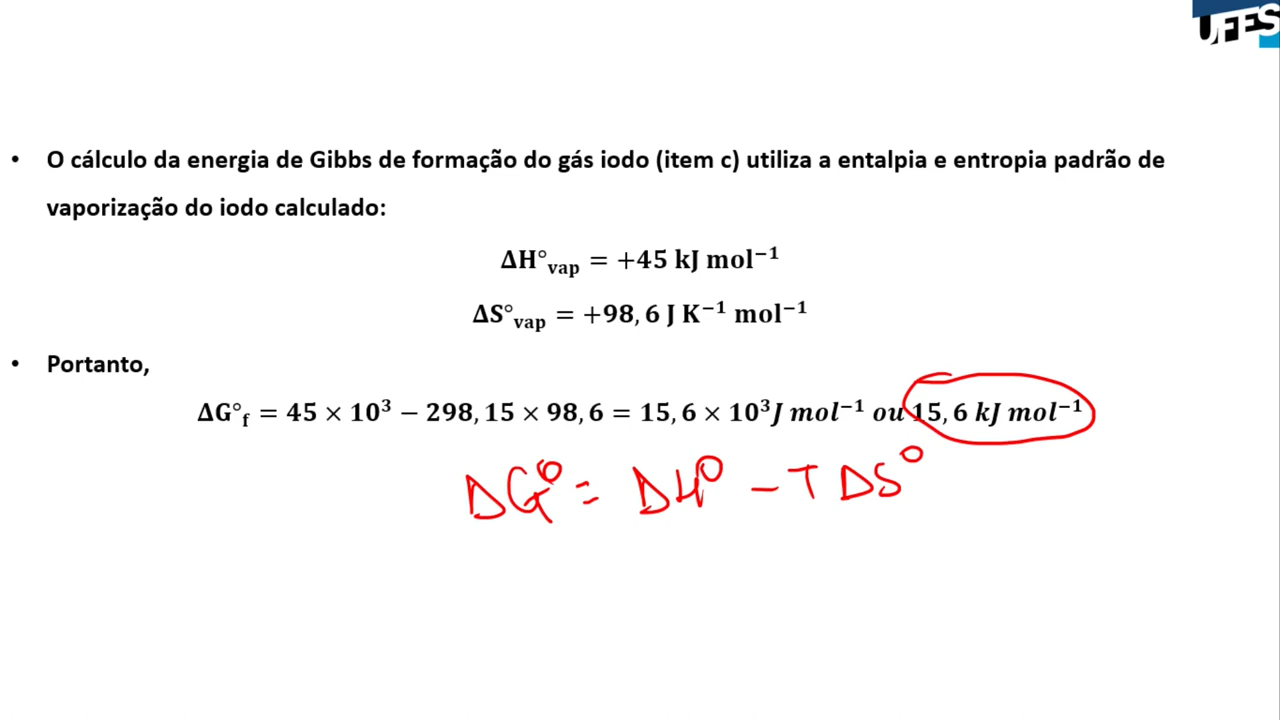 UFES
• O cálculo da energia de Gibbs de formação do gás iodo (item c) utiliza a entalpia e entropia padrão de
vaporização do iodo calculado:
ΔH°vap = +45 kJ mol⁻¹
ΔS°vap = +98, 6 J K⁻¹ mol⁻¹
• Portanto,
ΔG°f = 45 × 10³ − 298, 15 × 98, 6 = 15, 6 × 10³J mol⁻¹ ou 15, 6 kJ mol⁻¹
ΔG° = ΔH° − T ΔS°